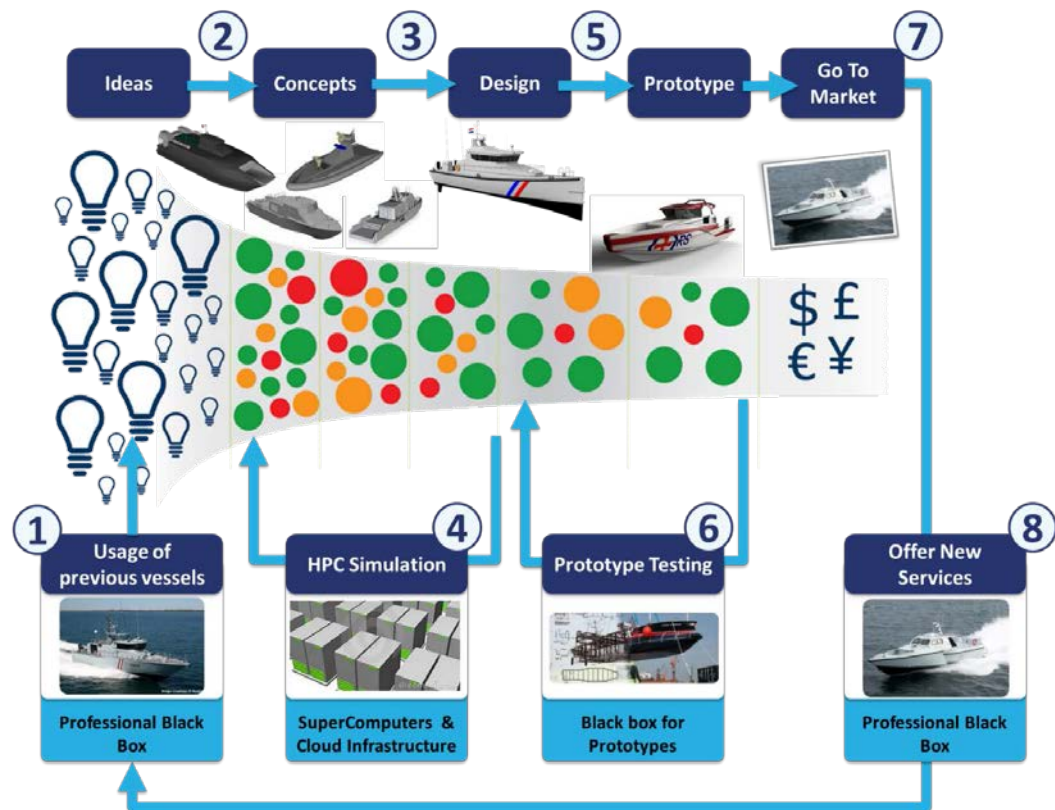 2
3
5
7
Ideas
Concepts
Design
Prototype
Go To
Market
RS
$ £
€ ¥
1
4
6
8
Usage of
previous vessels
HPC Simulation
Prototype Testing
Offer New
Services
Professional Black
Box
SuperComputers &
Cloud Infrastructure
Black box for
Prototypes
Professional Black
Box